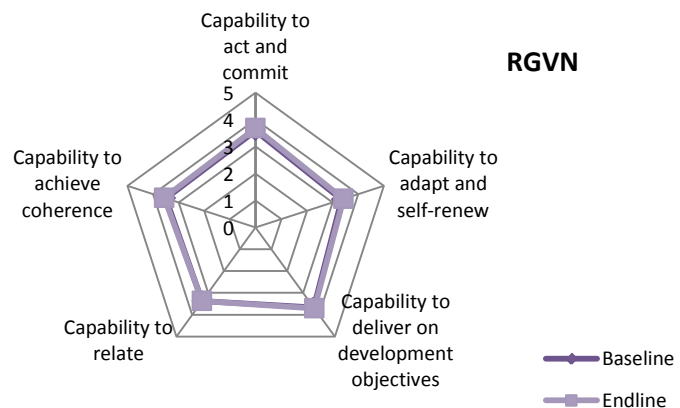 Capability to
act and
commit
RGVN
5
4
3
2
1
0
Capability to
achieve
coherence
Capability to
adapt and
self-renew
Capability to
relate
Capability to
deliver on
development
objectives
Baseline
Endline